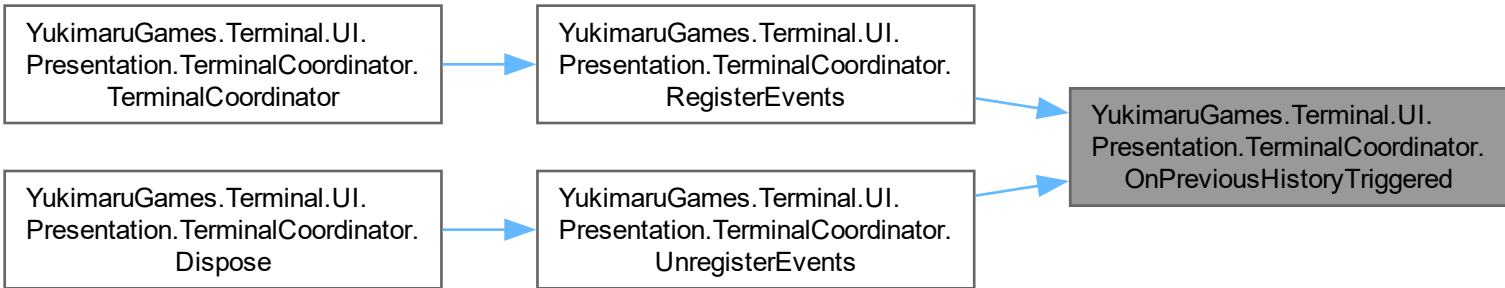 YukimaruGames.Terminal.UI.
Presentation.TerminalCoordinator.
TerminalCoordinator
YukimaruGames.Terminal.UI.
Presentation.TerminalCoordinator.
RegisterEvents
YukimaruGames.Terminal.UI.
Presentation.TerminalCoordinator.
OnPreviousHistoryTriggered
YukimaruGames.Terminal.UI.
Presentation.TerminalCoordinator.
Dispose
YukimaruGames.Terminal.UI.
Presentation.TerminalCoordinator.
UnregisterEvents